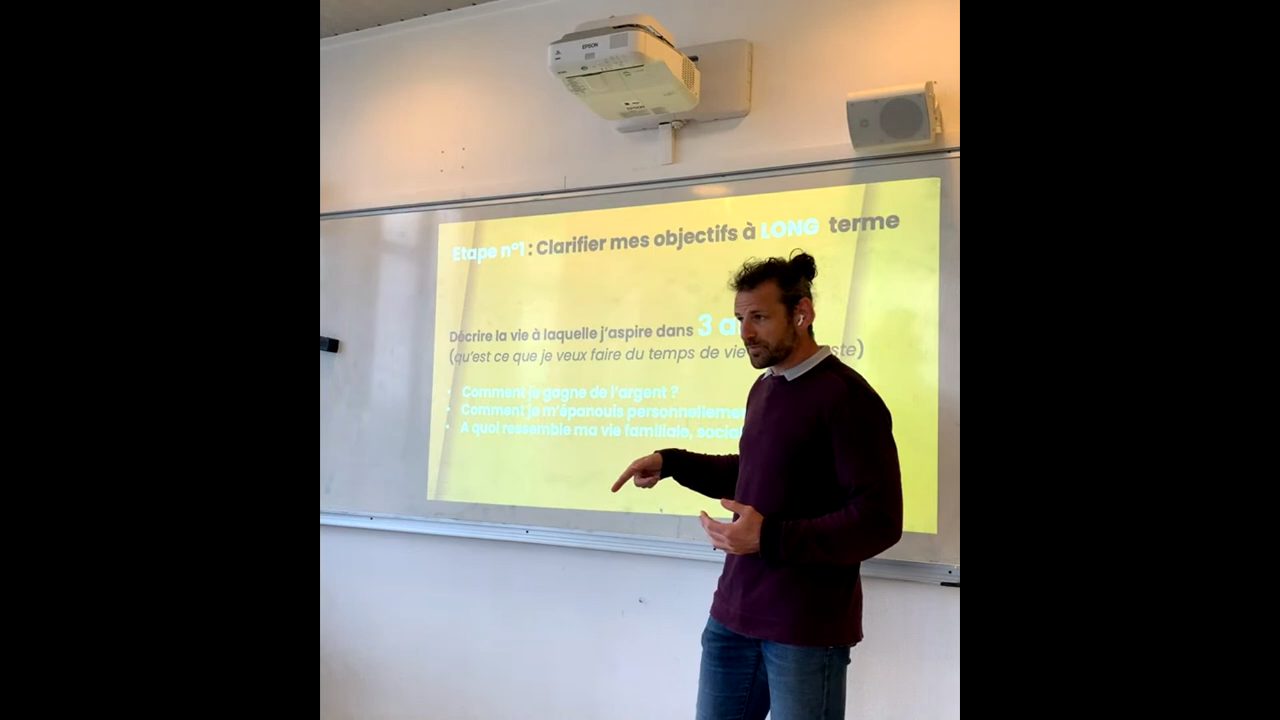 EPSON
EPSON
Etape n°1 : Clarifier mes objectifs à LONG terme
Décrire la vie à laquelle j'aspire dans 3 a
(qu'est ce que je veux faire du temps de vie ste)
• Comment je gagne de l'argent ?
• Comment je m'épanouis personnelleme
• A quoi ressemble ma vie familiale, social